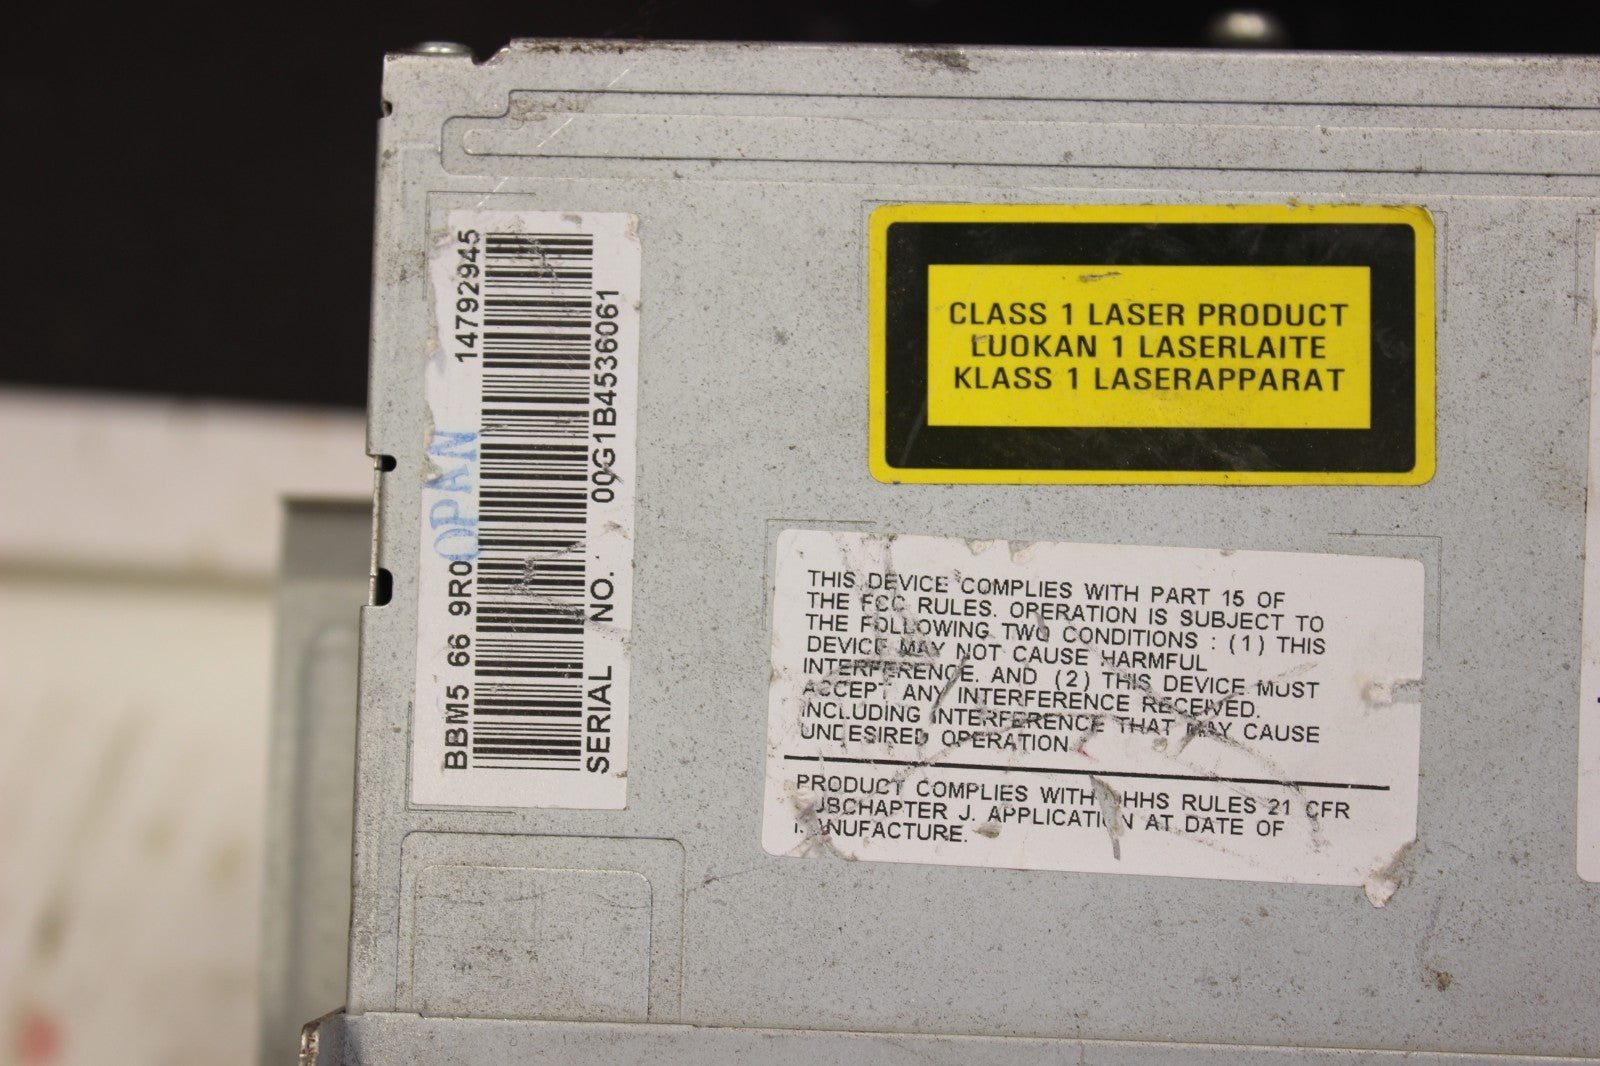 BBM5 66 9R0 14792945
OPAN
SERIAL NO. 00G1B4536061
CLASS 1 LASER PRODUCT
LUOKAN 1 LASERLAITE
KLASS 1 LASERAPPARAT
THIS DEVICE COMPLIES WITH PART 15 OF
THE FCC RULES. OPERATION IS SUBJECT TO
THE FOLLOWING TWO CONDITIONS : (1) THIS
DEVICE MAY NOT CAUSE HARMFUL
INTERFERENCE. AND (2) THIS DEVICE MUST
ACCEPT ANY INTERFERENCE RECEIVED.
INCLUDING INTERFERENCE THAT MAY CAUSE
UNDESIRED OPERATION
PRODUCT COMPLIES WITH DHHS RULES 21 CFR
SUBCHAPTER J. APPLICATION AT DATE OF
MANUFACTURE.